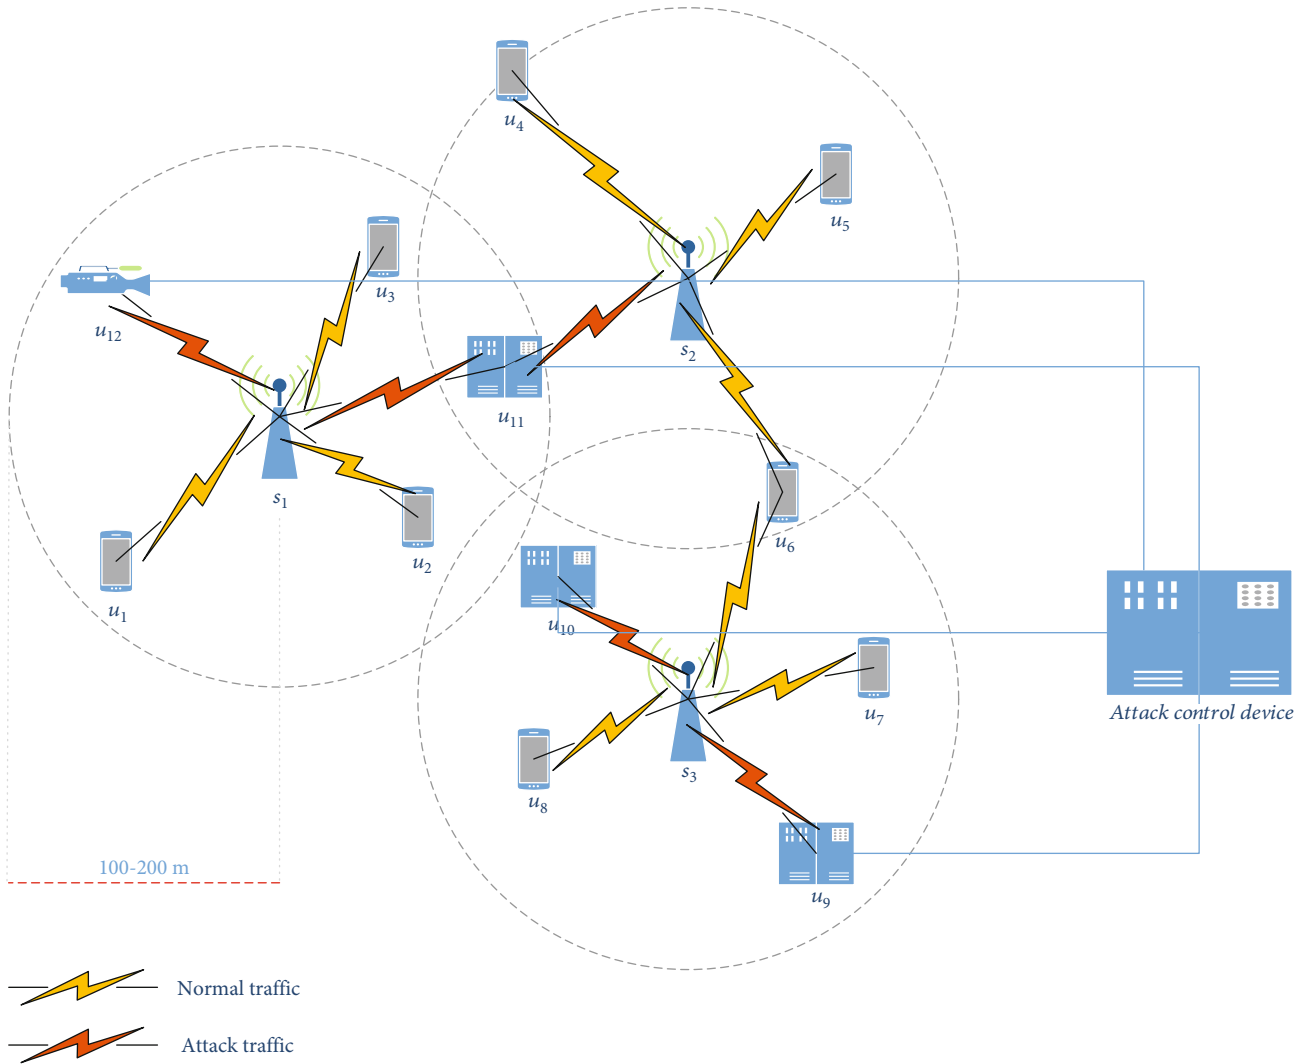 u4
u5
u3
u12
s2
u11
s1
u6
u2
u1
u10
u7
Attack control device
s3
u8
100-200 m
u9
Normal traffic
Attack traffic